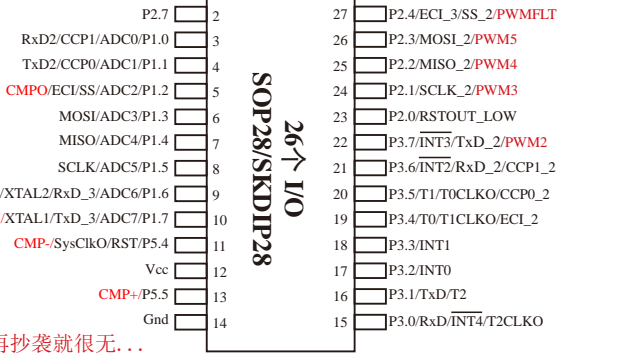 P2.7 2
RxD2/CCP1/ADC0/P1.0 3
TxD2/CCP0/ADC1/P1.1 4
CMPO/ECI/SS/ADC2/P1.2 5
MOSI/ADC3/P1.3 6
MISO/ADC4/P1.4 7
SCLK/ADC5/P1.5 8
/XTAL2/RxD_3/ADC6/P1.6 9
/XTAL1/TxD_3/ADC7/P1.7 10
CMP-/SysClkO/RST/P5.4 11
Vcc 12
CMP+/P5.5 13
Gnd 14
26个 I/O
SOP28/SKDIP28
27 P2.4/ECI_3/SS_2/PWMFLT
26 P2.3/MOSI_2/PWM5
25 P2.2/MISO_2/PWM4
24 P2.1/SCLK_2/PWM3
23 P2.0/RSTOUT_LOW
22 P3.7/INT3/TxD_2/PWM2
21 P3.6/INT2/RxD_2/CCP1_2
20 P3.5/T1/T0CLKO/CCP0_2
19 P3.4/T0/T1CLKO/ECI_2
18 P3.3/INT1
17 P3.2/INT0
16 P3.1/TxD/T2
15 P3.0/RxD/INT4/T2CLKO
再抄袭就很无...